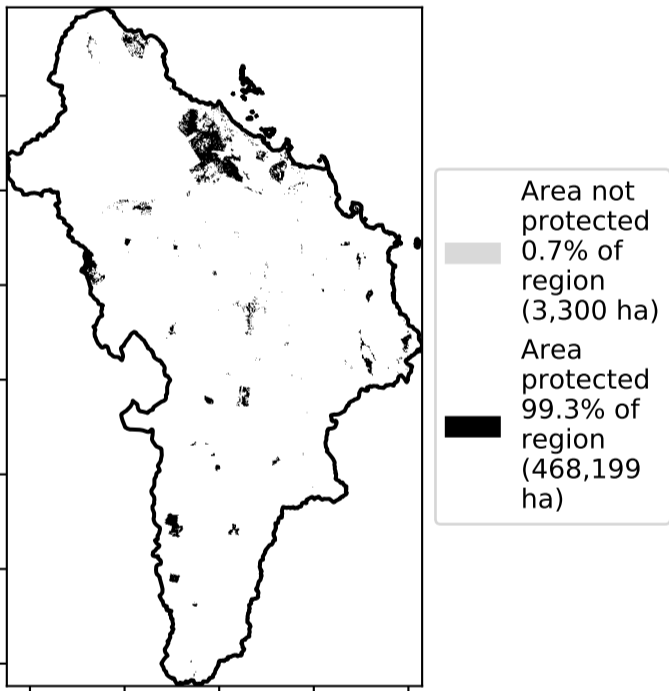 Area not
protected
0.7% of
region
(3,300 ha)
Area
protected
99.3% of
region
(468,199
ha)